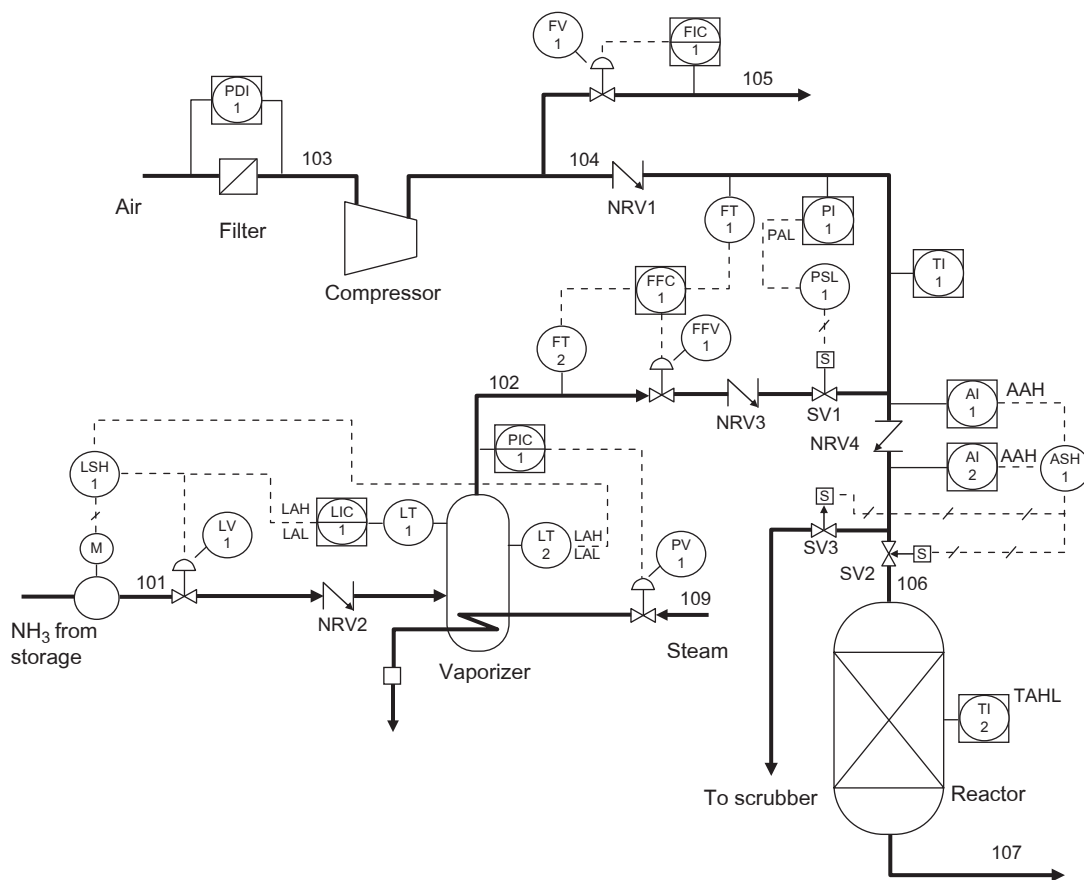 FV
1
FIC
1
105
PDI
1
103
104
Air
Filter
NRV1
Compressor
FT
1
PI
1
PAL
TI
1
PSL
1
FFC
1
FFV
1
FT
2
S
102
NRV3
SV1
AI
1
AAH
NRV4
PIC
1
AI
2
AAH
ASH
1
LSH
1
LAH
LAL
LIC
1
LT
1
LV
1
LT
2
LAH
LAL
PV
1
S
SV3
S
SV2
M
101
106
NRV2
109
NH3 from
storage
Steam
Vaporizer
TI
2
TAHL
To scrubber
Reactor
107